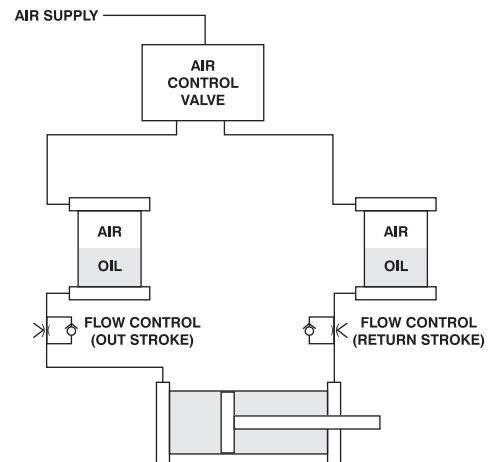 AIR SUPPLY
AIR
CONTROL
VALVE
AIR
OIL
AIR
OIL
FLOW CONTROL
(OUT STROKE)
FLOW CONTROL
(RETURN STROKE)